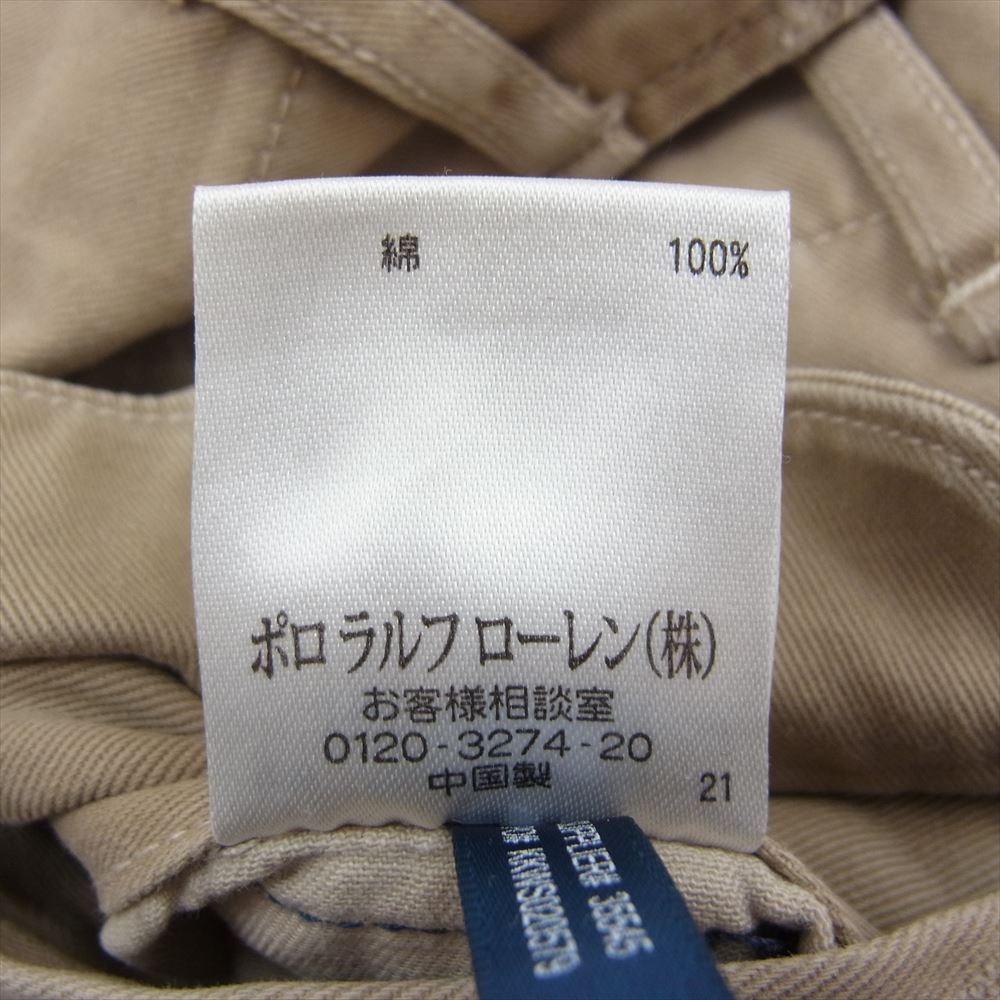 綿 100%
ポロ ラルフ ローレン(株)
お客様相談室
0120-3274-20
中国製 21
35545